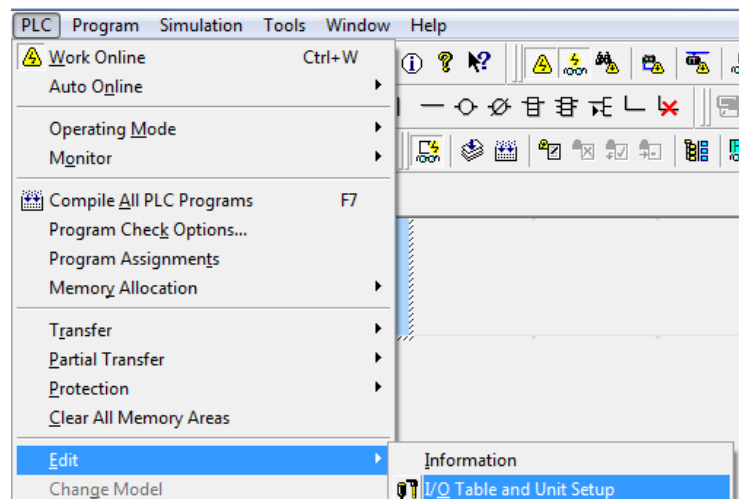 PLC Program Simulation Tools Window Help
Work Online Ctrl+W
Auto Online
Operating Mode
Monitor
Compile All PLC Programs F7
Program Check Options...
Program Assignments
Memory Allocation
Transfer
Partial Transfer
Protection
Clear All Memory Areas
Edit
Information
Change Model
I/O Table and Unit Setup